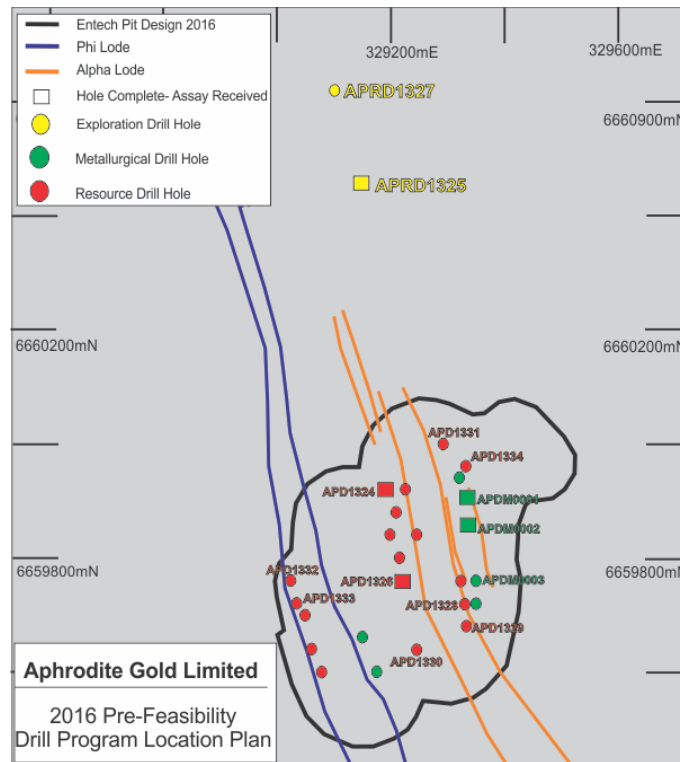 Entech Pit Design 2016
Phi Lode
Alpha Lode
Hole Complete- Assay Received
Exploration Drill Hole
Metallurgical Drill Hole
Resource Drill Hole
329200mE
329600mE
APRD1327
6660900mN
APRD1325
6660200mN
6660200mN
APD1331
APD1334
APD1324
APDM0001
APDM0002
6659800mN
6659800mN
APD1332
APD1326
APDM0003
APD1333
APD1328
APD1329
APD1330
Aphrodite Gold Limited
2016 Pre-Feasibility
Drill Program Location Plan